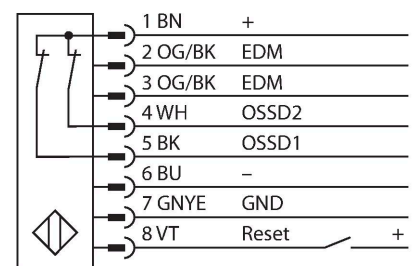 1 BN +
2 OG/BK EDM
3 OG/BK EDM
4 WH OSSD2
5 BK OSSD1
6 BU –
7 GNYE GND
8 VT Reset +